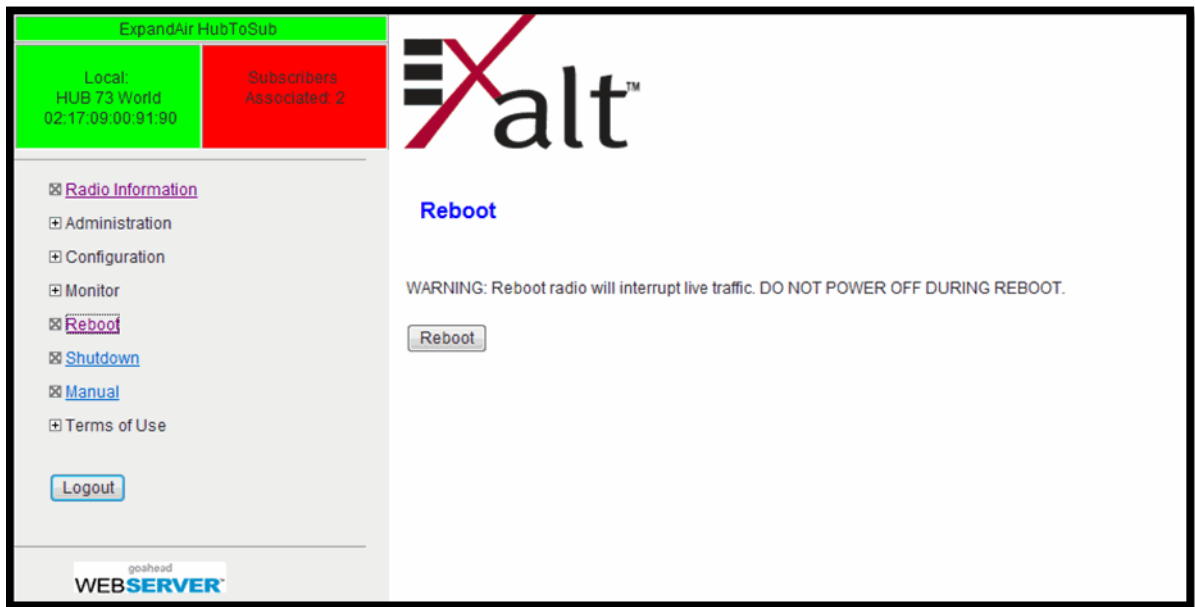 ExpandAir HubToSub
Local:
HUB 73 World
02:17:09:00:91:90
Subscribers
Associated: 2
Radio Information
Administration
Configuration
Monitor
Reboot
Shutdown
Manual
Terms of Use
Logout
goahead
WEBSERVER™
Exalt™
Reboot
WARNING: Reboot radio will interrupt live traffic. DO NOT POWER OFF DURING REBOOT.
Reboot